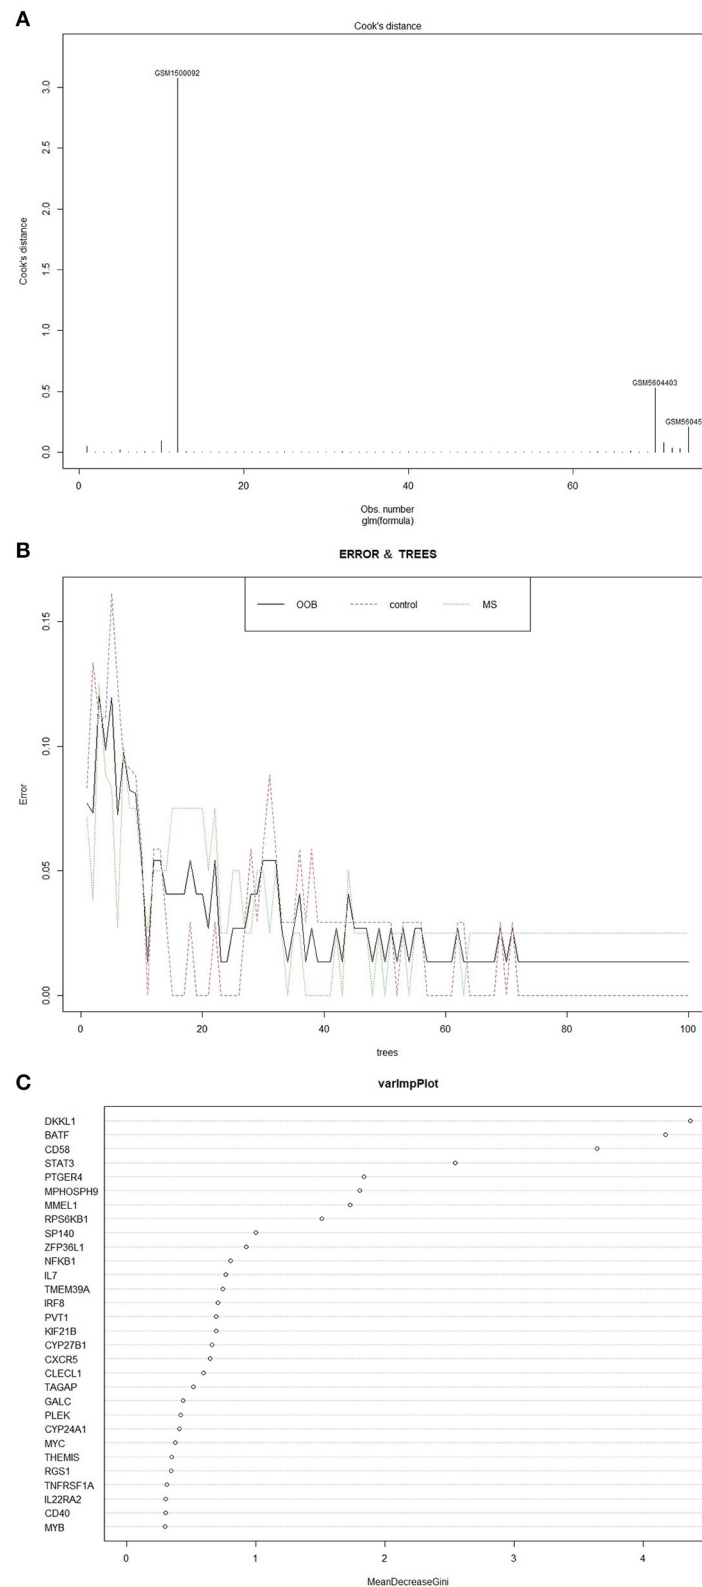 A
Cook's distance
GSM1500092
GSM5604403
GSM56045
Cook's distance
0.0 0.5 1.0 1.5 2.0 2.5 3.0
0 20 40 60
Obs. number
glm(formula)
B
ERROR & TREES
OOB control MS
Error
0.00 0.05 0.10 0.15
0 20 40 60 80 100
trees
C
varImpPlot
DKKL1
BATF
CD58
STAT3
PTGER4
MPHOSPH9
MMEL1
RPS6KB1
SP140
ZFP36L1
NFKB1
IL7
TMEM39A
IRF8
PVT1
KIF21B
CYP27B1
CXCR5
CLECL1
TAGAP
GALC
PLEK
CYP24A1
MYC
THEMIS
RGS1
TNFRSF1A
IL22RA2
CD40
MYB
0 1 2 3 4
MeanDecreaseGini